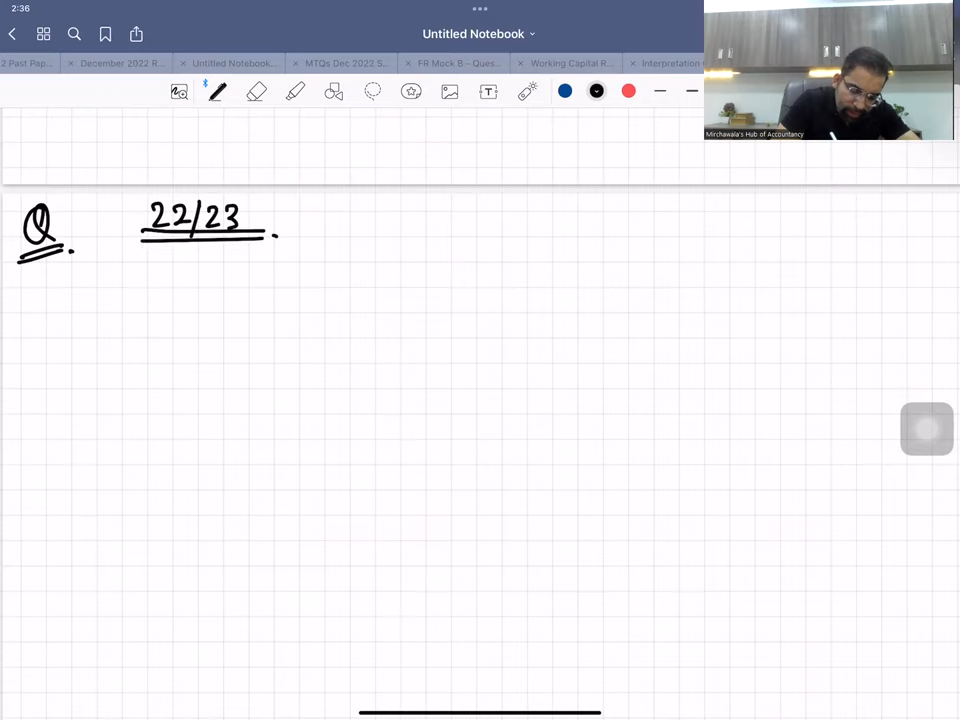 2:36
Untitled Notebook
2 Past Pap...
December 2022 R...
Untitled Notebook...
MTQs Dec 2022 S...
FR Mock B – Ques...
Working Capital R...
Interpretation
T
Mirchawala's Hub of Accountancy
Q. 22/23.